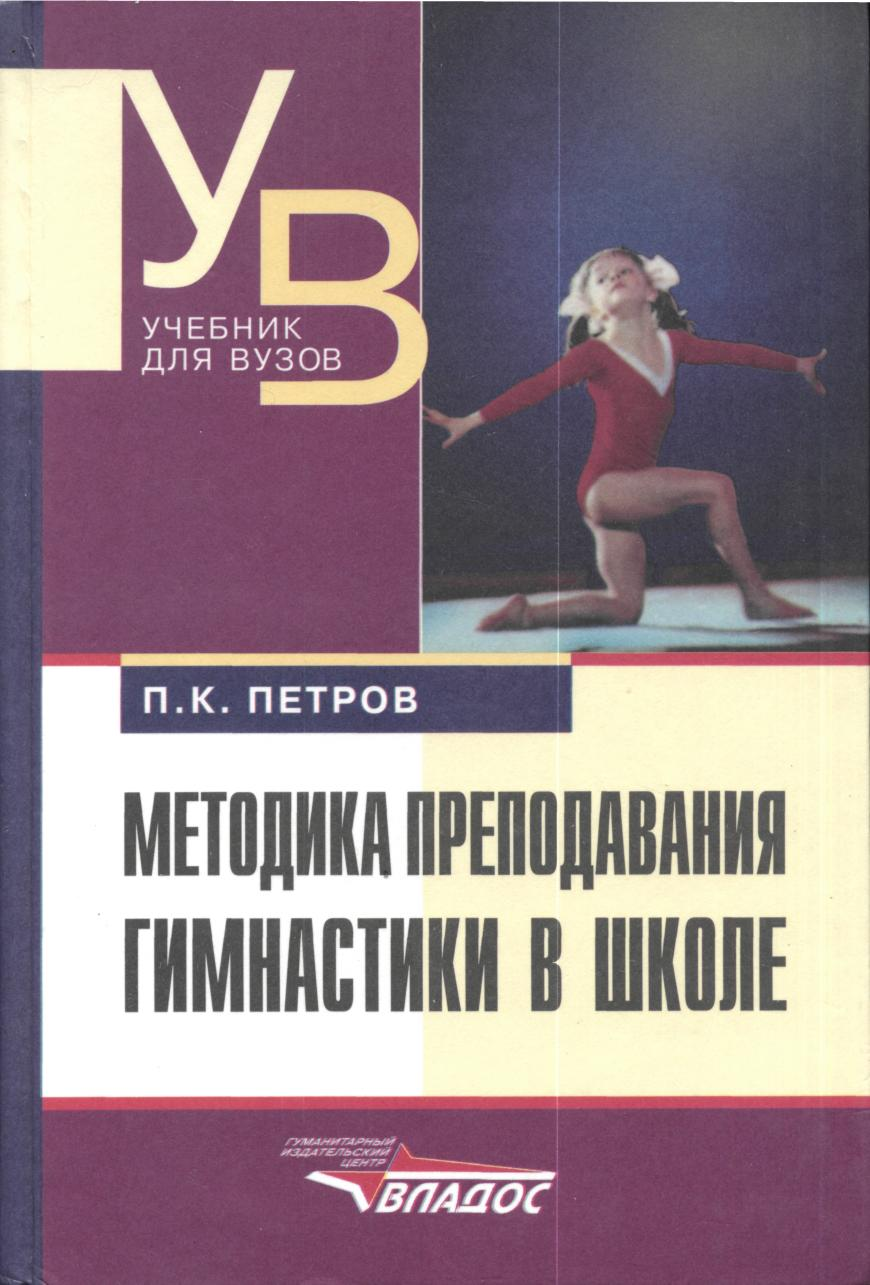 УВ
УЧЕБНИК
ДЛЯ ВУЗОВ
П.К. ПЕТРОВ
МЕТОДИКА ПРЕПОДАВАНИЯ
ГИМНАСТИКИ В ШКОЛЕ
ГУМАНИТАРНЫЙ
ИЗДАТЕЛЬСКИЙ
ЦЕНТР
ВЛАДОС